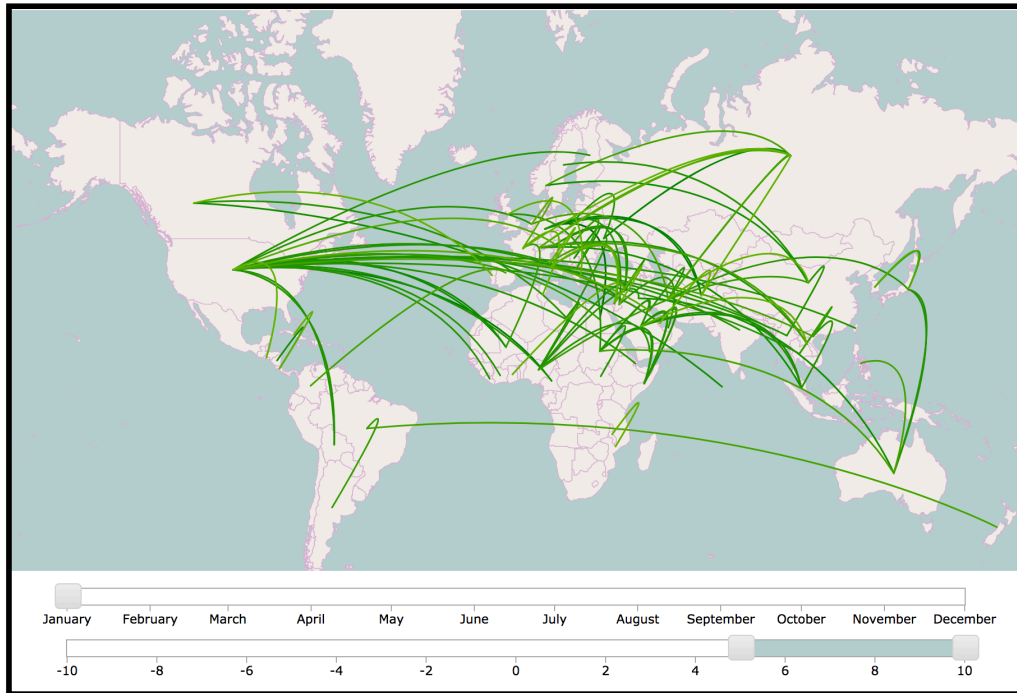 January February March April May June July August September October November December
-10 -8 -6 -4 -2 0 2 4 6 8 10